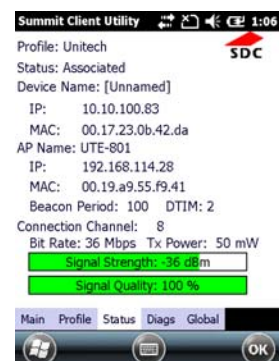 Summit Client Utility 1:06
Profile: Unitech
SDC
Status: Associated
Device Name: [Unnamed]
IP: 10.10.100.83
MAC: 00.17.23.0b.42.da
AP Name: UTE-801
IP: 192.168.114.28
MAC: 00.19.a9.55.f9.41
Beacon Period: 100 DTIM: 2
Connection Channel: 8
Bit Rate: 36 Mbps Tx Power: 50 mW
Signal Strength: -36 dBm
Signal Quality: 100 %
Main Profile Status Diags Global
OK